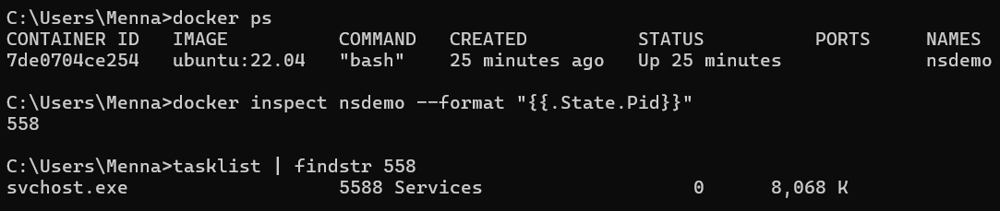 C:\Users\Menna>docker ps
CONTAINER ID   IMAGE          COMMAND   CREATED          STATUS          PORTS     NAMES
7de0704ce254   ubuntu:22.04   "bash"    25 minutes ago   Up 25 minutes             nsdemo
C:\Users\Menna>docker inspect nsdemo --format "{{.State.Pid}}"
558
C:\Users\Menna>tasklist | findstr 558
svchost.exe                   5588 Services                   0      8,068 K